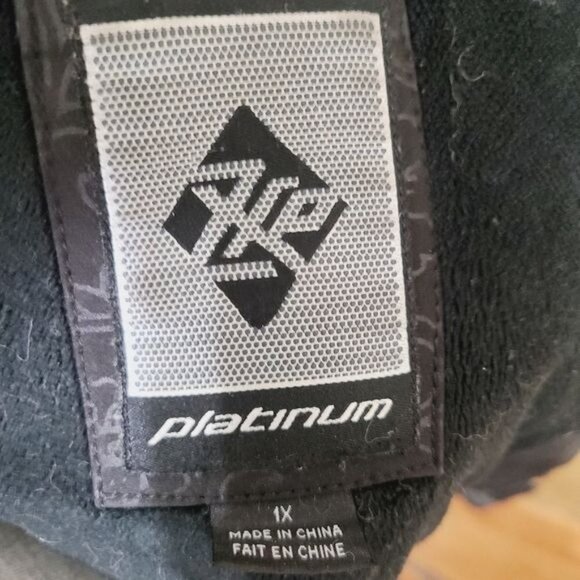 platinum
1X
MADE IN CHINA
FAIT EN CHINE